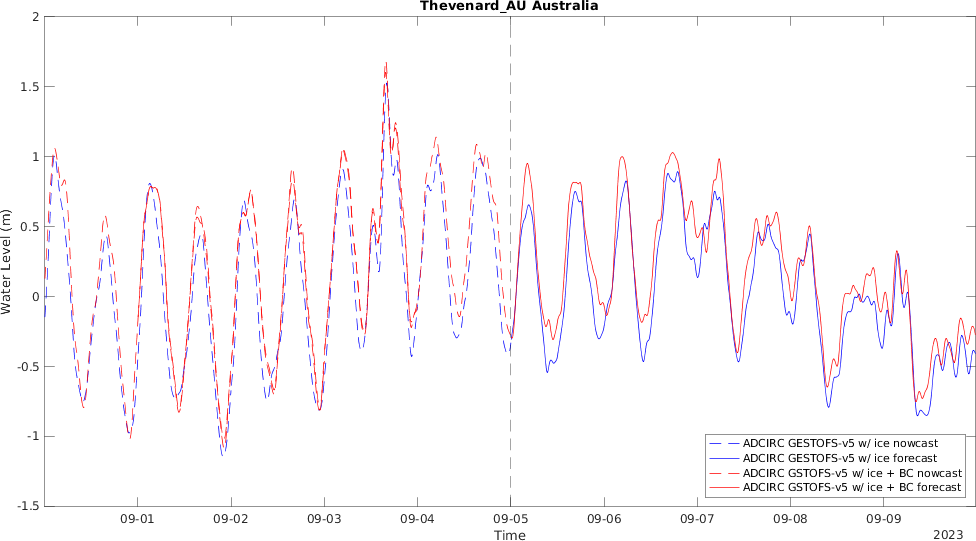 Thevenard_AU Australia
2
1.5
1
0.5
0
-0.5
-1
-1.5
Water Level (m)
ADCIRC GESTOFS-v5 w/ ice nowcast
ADCIRC GESTOFS-v5 w/ ice forecast
ADCIRC GSTOFS-v5 w/ ice + BC nowcast
ADCIRC GSTOFS-v5 w/ ice + BC forecast
09-01 09-02 09-03 09-04 09-05 09-06 09-07 09-08 09-09
Time
2023